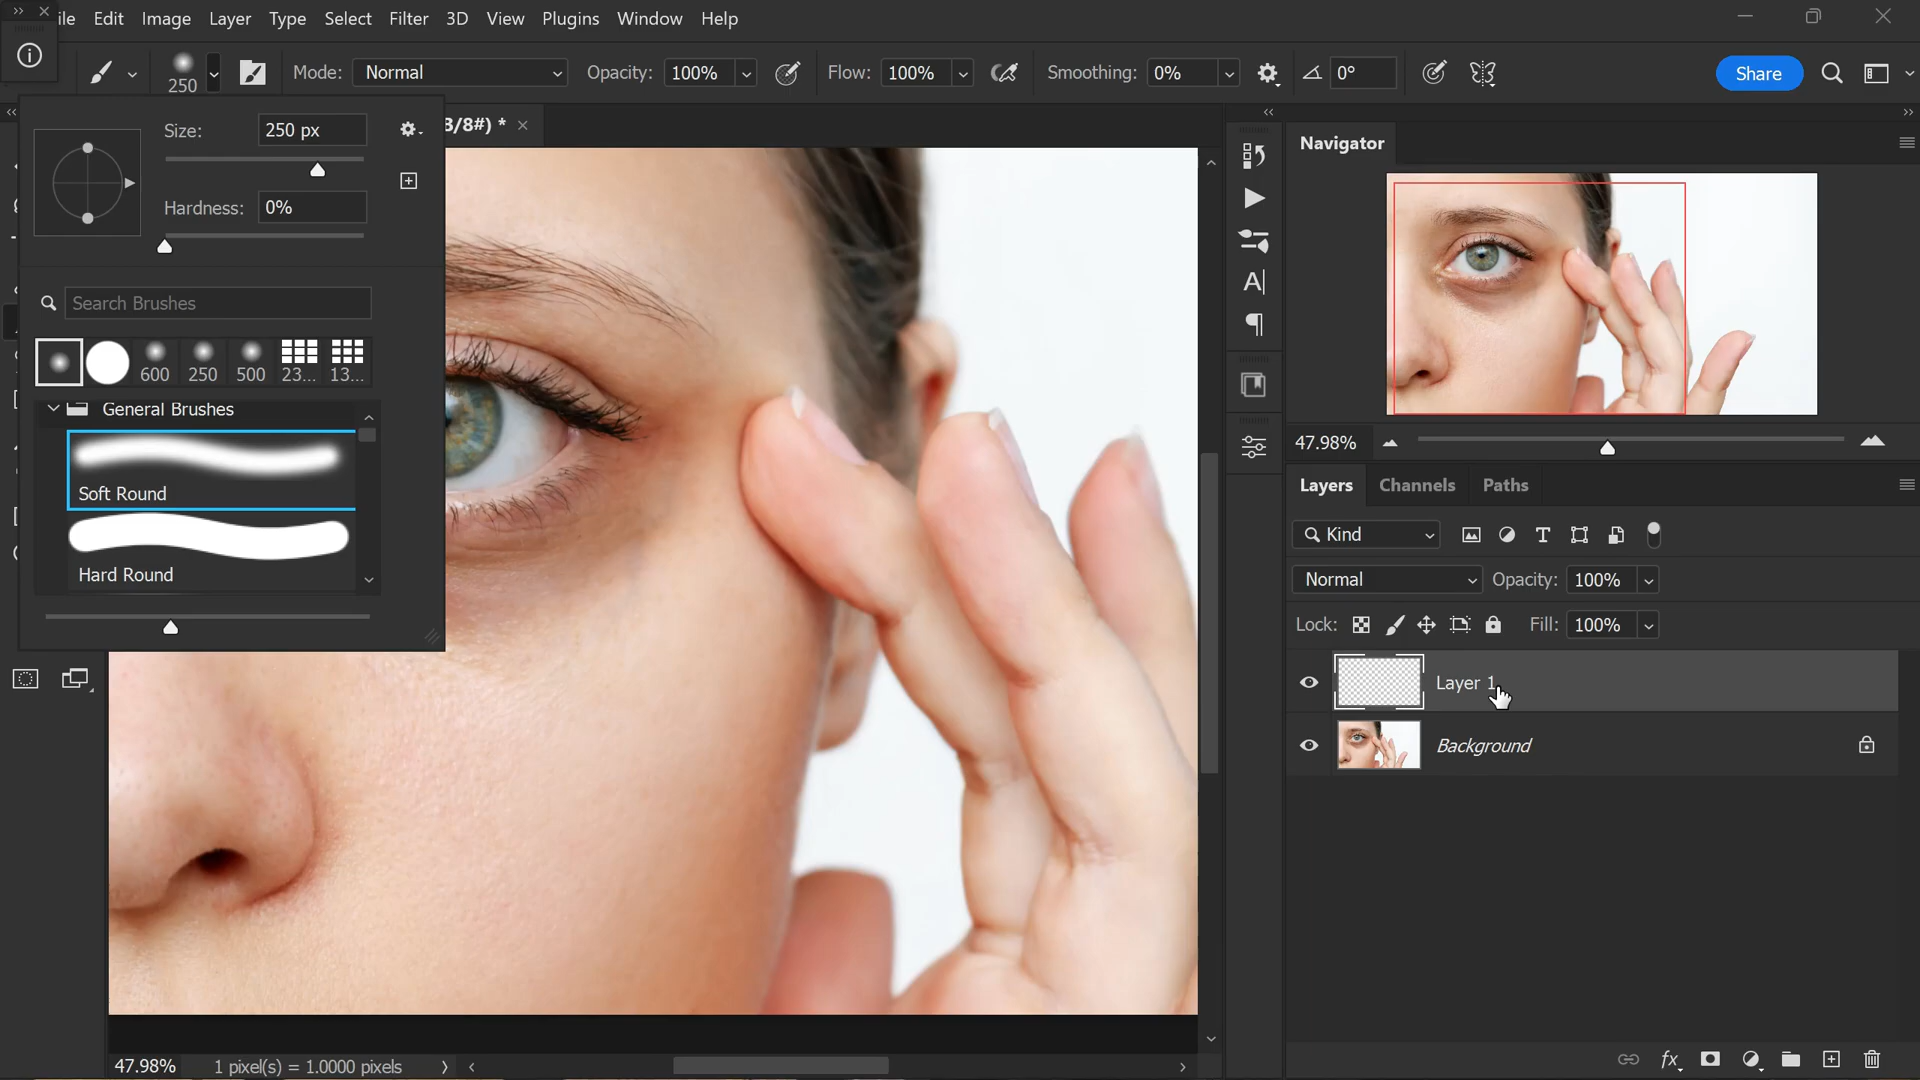 ile Edit Image Layer Type Select Filter 3D View Plugins Window Help
250 Mode: Normal Opacity: 100% Flow: 100% Smoothing: 0% 0° Share
3/8#) *
Size: 250 px
Hardness: 0%
Search Brushes
600 250 500 23... 13...
General Brushes
Soft Round
Hard Round
Navigator
47.98%
Layers Channels Paths
Kind
Normal Opacity: 100%
Lock: Fill: 100%
Layer 1
Background
fx
47.98% 1 pixel(s) = 1.0000 pixels